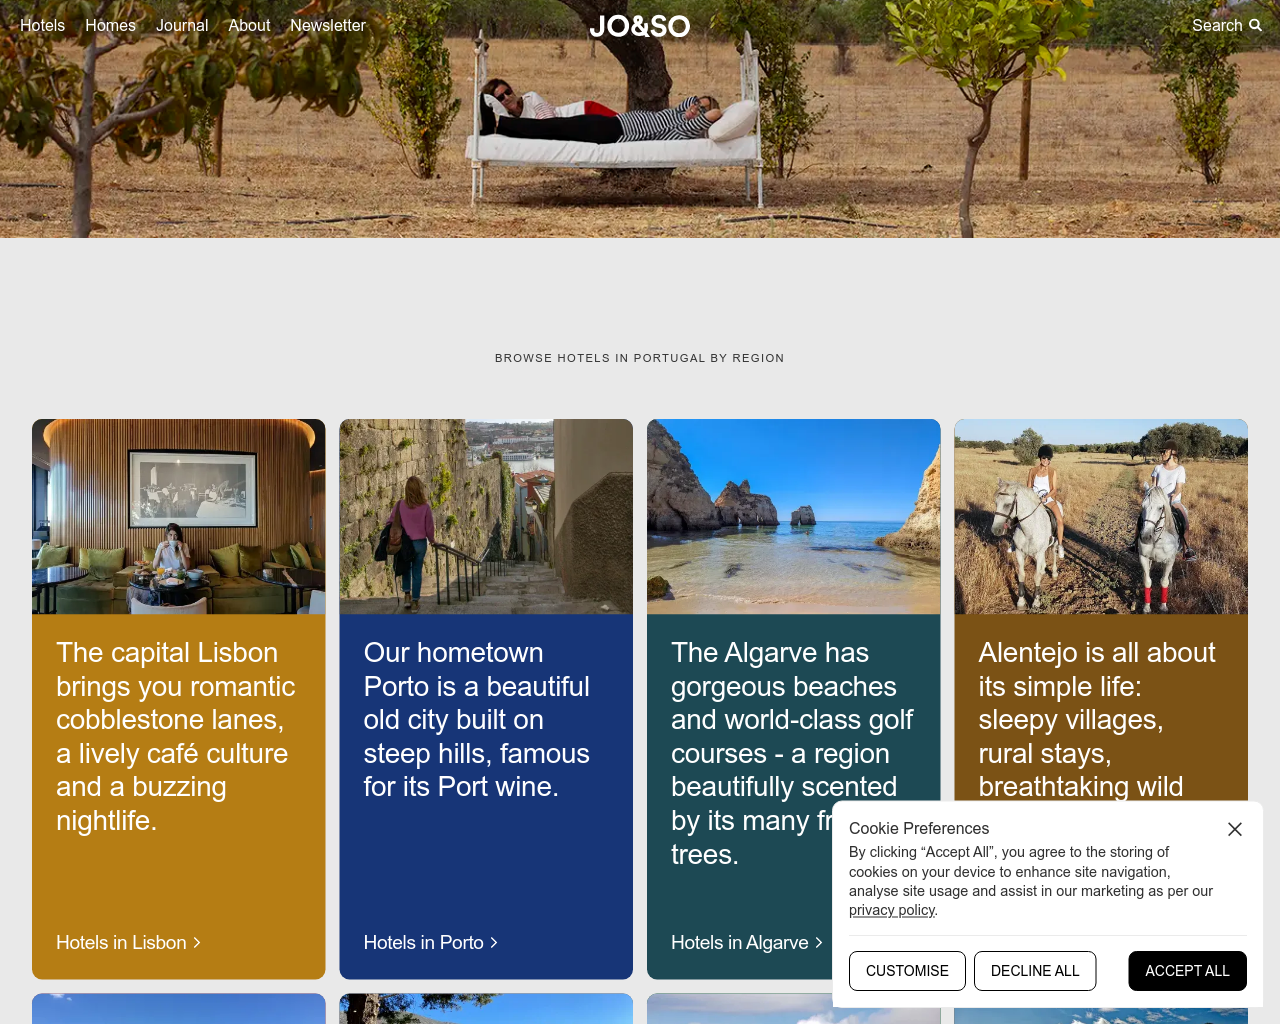 Hotels Homes Journal About Newsletter JO&SO Search
BROWSE HOTELS IN PORTUGAL BY REGION
The capital Lisbon
brings you romantic
cobblestone lanes,
a lively café culture
and a buzzing
nightlife.
Hotels in Lisbon
Our hometown
Porto is a beautiful
old city built on
steep hills, famous
for its Port wine.
Hotels in Porto
The Algarve has
gorgeous beaches
and world-class golf
courses - a region
beautifully scented
by its many
trees.
Hotels in Algarve
Alentejo is all about
its simple life:
sleepy villages,
rural stays,
breathtaking wild
Cookie Preferences
By clicking “Accept All”, you agree to the storing of
cookies on your device to enhance site navigation,
analyse site usage and assist in our marketing as per our
privacy policy.
CUSTOMISE DECLINE ALL ACCEPT ALL